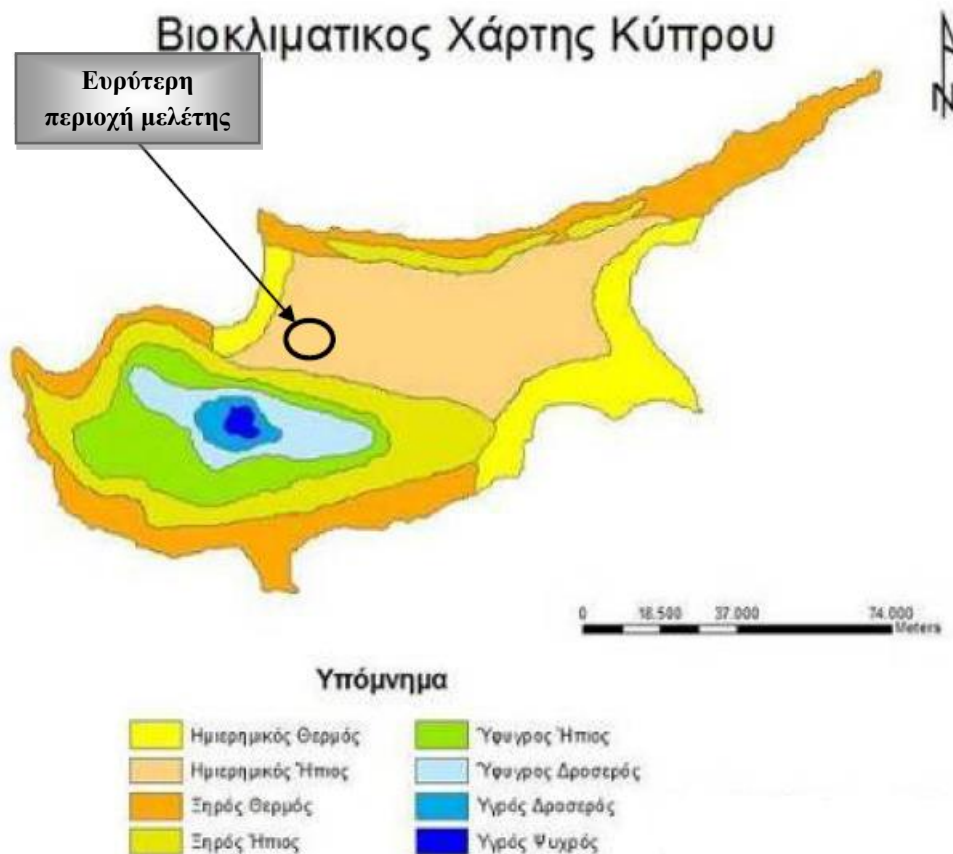 Βιοκλιματικος Χάρτης Κύπρου
Ευρύτερη
περιοχή μελέτης
N
0 18.500 37.000 74.000
Meters
Υπόμνημα
Ημιερημικός Θερμός
Ημιερημικός Ήπιος
Ξηρός Θερμός
Ξηρός Ήπιος
Ύφυγρος Ήπιος
Ύφυγρος Δροσερός
Υγρός Δροσερός
Υγρός Ψυχρός